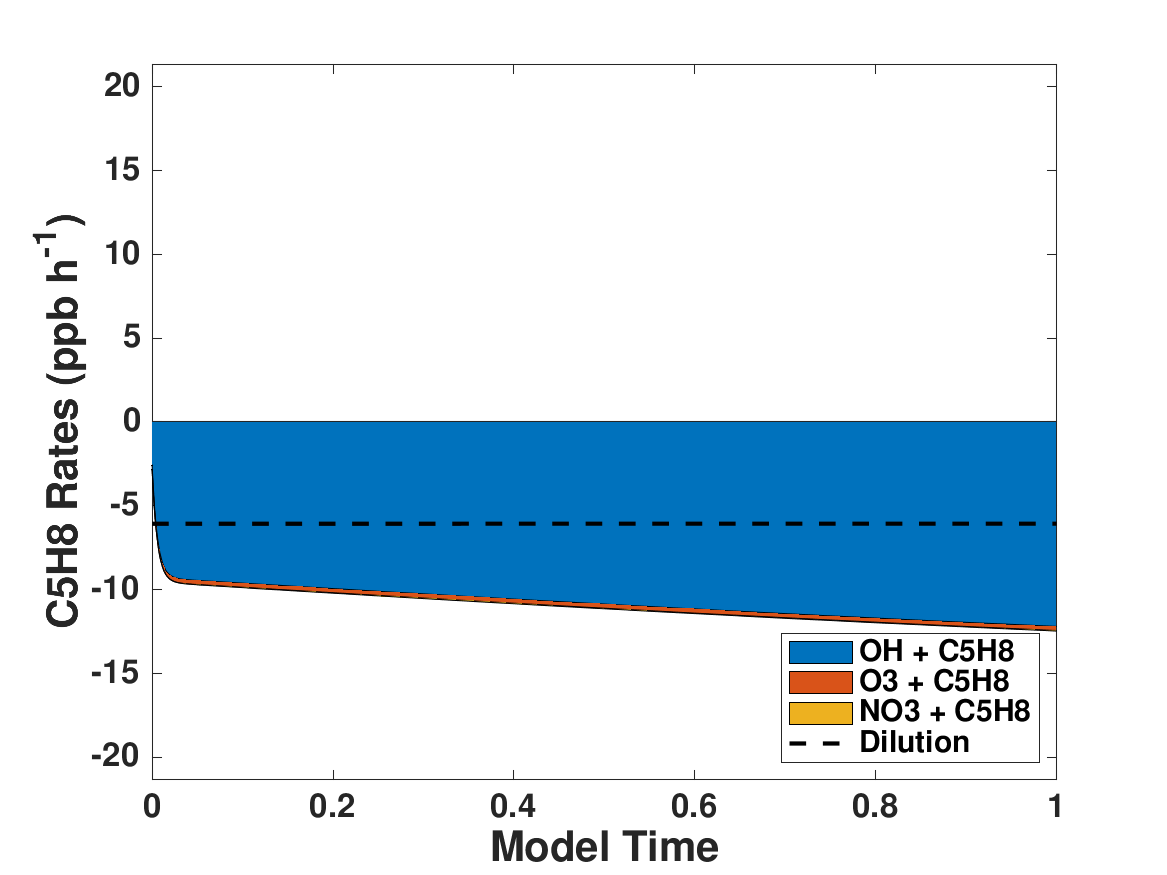 C5H8 Rates (ppb h-1)
20
15
10
5
0
-5
-10
-15
-20
OH + C5H8
O3 + C5H8
NO3 + C5H8
Dilution
0 0.2 0.4 0.6 0.8 1
Model Time